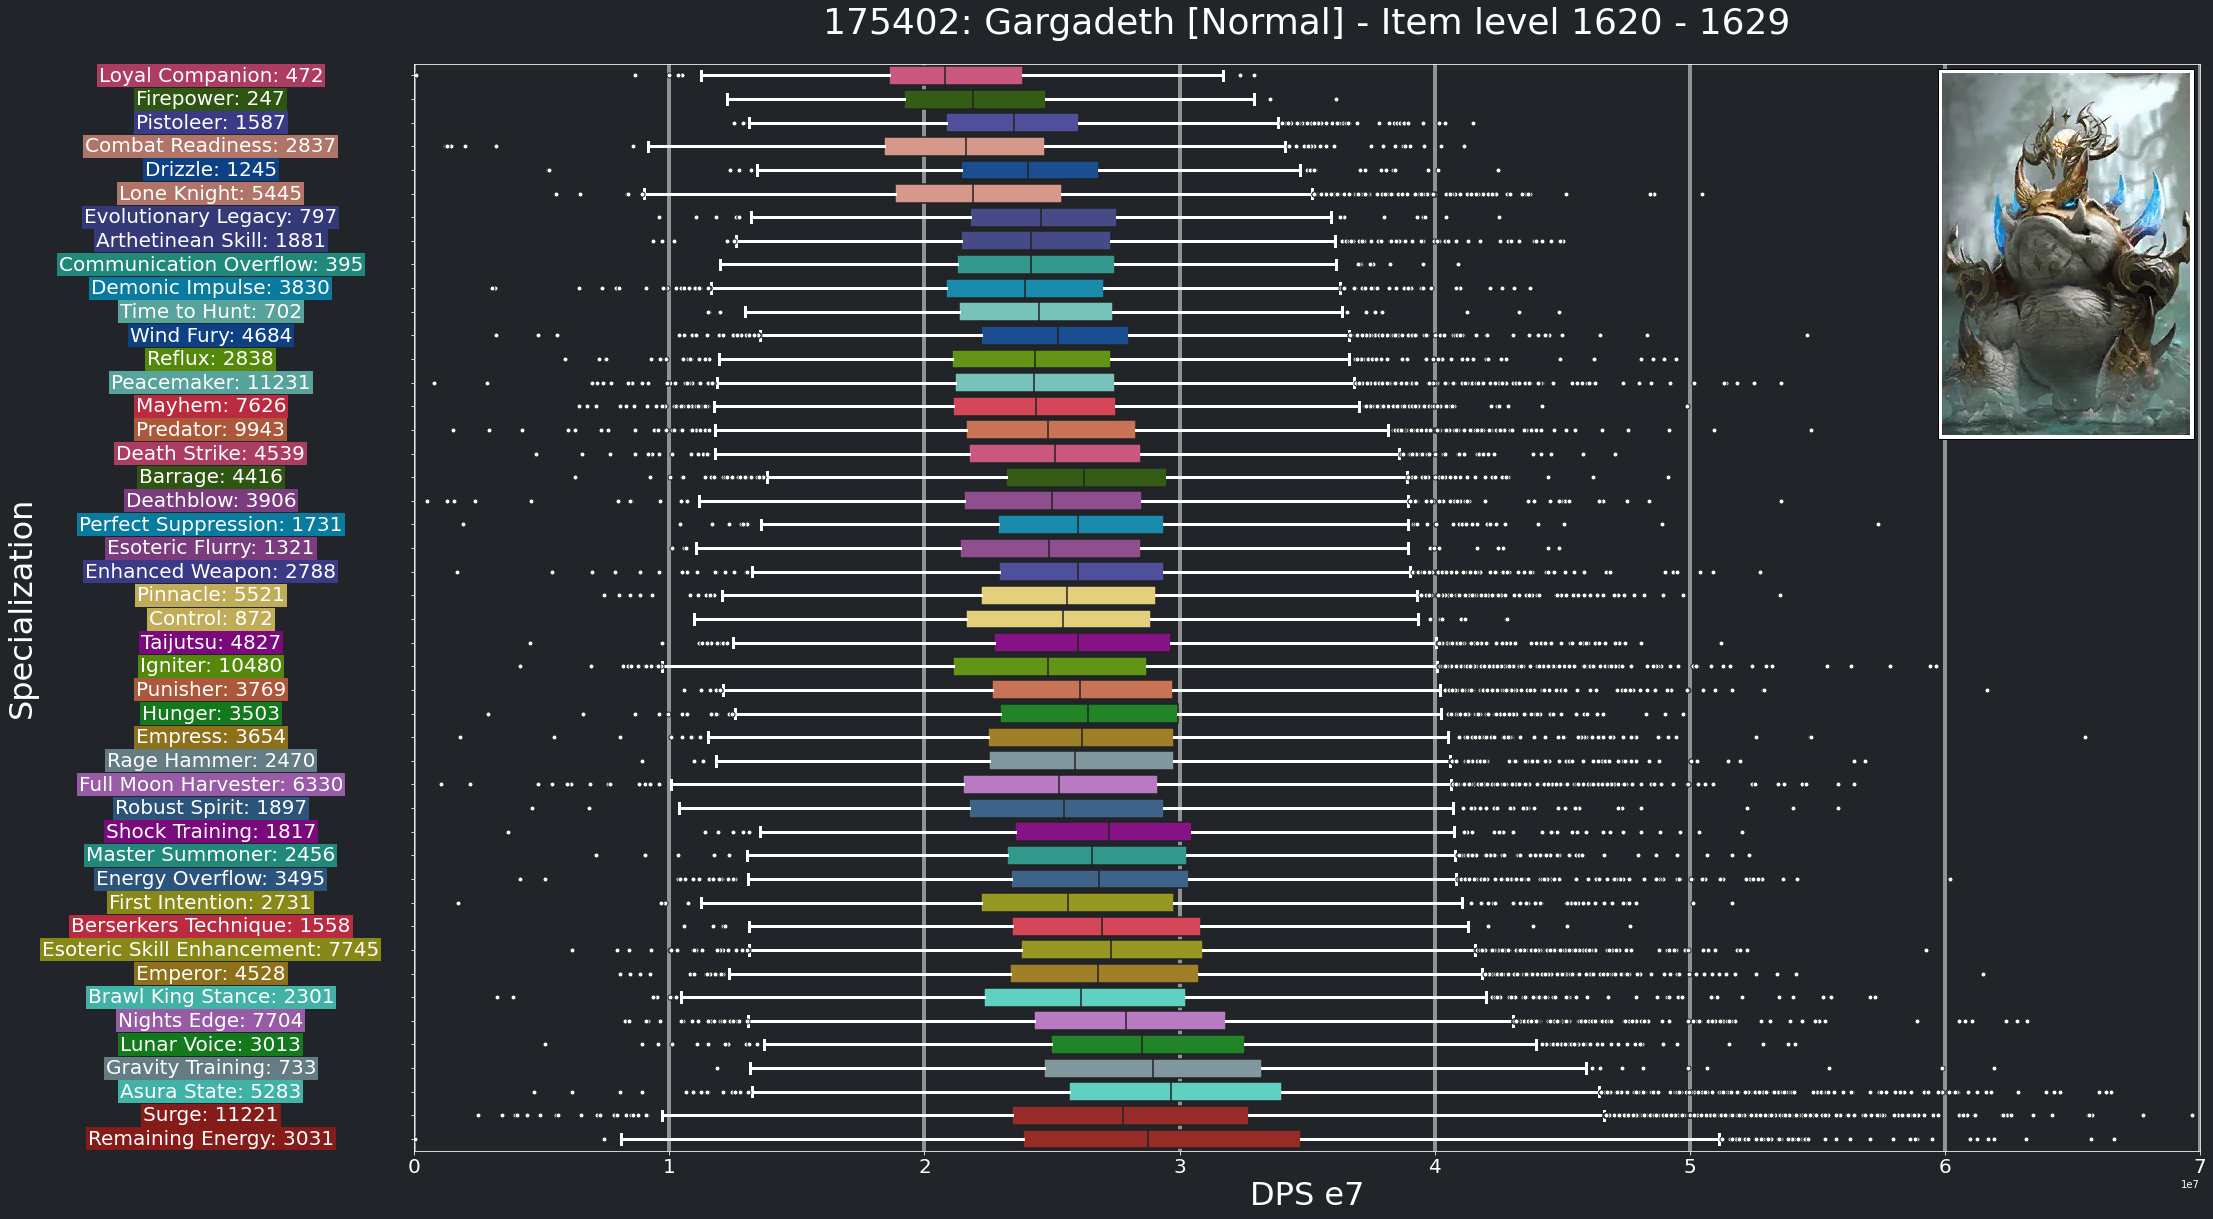 175402: Gargadeth [Normal] - Item level 1620 - 1629
Specialization
Loyal Companion: 472
Firepower: 247
Pistoleer: 1587
Combat Readiness: 2837
Drizzle: 1245
Lone Knight: 5445
Evolutionary Legacy: 797
Arthetinean Skill: 1881
Communication Overflow: 395
Demonic Impulse: 3830
Time to Hunt: 702
Wind Fury: 4684
Reflux: 2838
Peacemaker: 11231
Mayhem: 7626
Predator: 9943
Death Strike: 4539
Barrage: 4416
Deathblow: 3906
Perfect Suppression: 1731
Esoteric Flurry: 1321
Enhanced Weapon: 2788
Pinnacle: 5521
Control: 872
Taijutsu: 4827
Igniter: 10480
Punisher: 3769
Hunger: 3503
Empress: 3654
Rage Hammer: 2470
Full Moon Harvester: 6330
Robust Spirit: 1897
Shock Training: 1817
Master Summoner: 2456
Energy Overflow: 3495
First Intention: 2731
Berserkers Technique: 1558
Esoteric Skill Enhancement: 7745
Emperor: 4528
Brawl King Stance: 2301
Nights Edge: 7704
Lunar Voice: 3013
Gravity Training: 733
Asura State: 5283
Surge: 11221
Remaining Energy: 3031
0 1 2 3 4 5 6 7
1e7
DPS e7